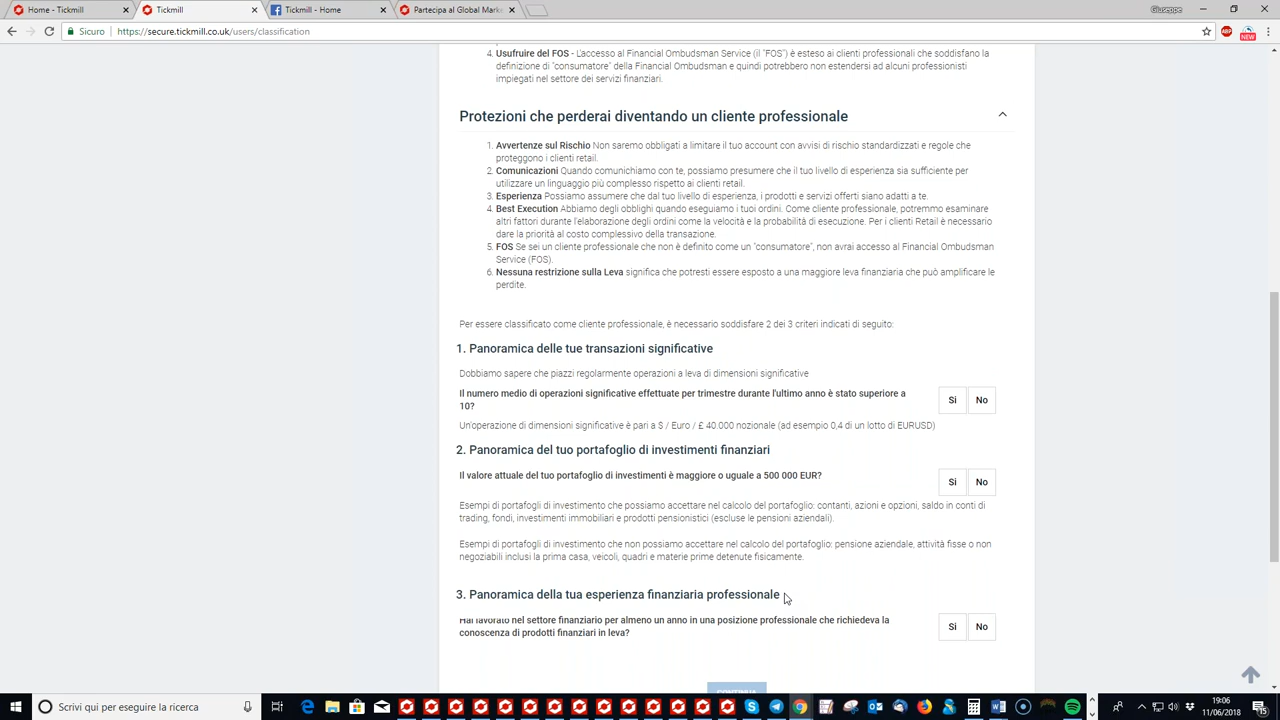 Home - Tickmill
Tickmill
Tickmill - Home
Partecipa al Global Marke
Giuseppe
Sicuro
https://secure.tickmill.co.uk/users/classification
ABP
NEW
4. Usufruire del FOS - L'accesso al Financial Ombudsman Service (il "FOS") è esteso ai clienti professionali che soddisfano la
definizione di "consumatore" della Financial Ombudsman e quindi potrebbero non estendersi ad alcuni professionisti
impiegati nel settore dei servizi finanziari.
Protezioni che perderai diventando un cliente professionale
1. Avvertenze sul Rischio Non saremo obbligati a limitare il tuo account con avvisi di rischio standardizzati e regole che
proteggono i clienti retail.
2. Comunicazioni Quando comunichiamo con te, possiamo presumere che il tuo livello di esperienza sia sufficiente per
utilizzare un linguaggio più complesso rispetto ai clienti retail.
3. Esperienza Possiamo assumere che dal tuo livello di esperienza, i prodotti e servizi offerti siano adatti a te.
4. Best Execution Abbiamo degli obblighi quando eseguiamo i tuoi ordini. Come cliente professionale, potremmo esaminare
altri fattori durante l'elaborazione degli ordini come la velocità e la probabilità di esecuzione. Per i clienti Retail è necessario
dare la priorità al costo complessivo della transazione.
5. FOS Se sei un cliente professionale che non è definito come un "consumatore", non avrai accesso al Financial Ombudsman
Service (FOS).
6. Nessuna restrizione sulla Leva significa che potresti essere esposto a una maggiore leva finanziaria che può amplificare le
perdite.
Per essere classificato come cliente professionale, è necessario soddisfare 2 dei 3 criteri indicati di seguito:
1. Panoramica delle tue transazioni significative
Dobbiamo sapere che piazzi regolarmente operazioni a leva di dimensioni significative
Il numero medio di operazioni significative effettuate per trimestre durante l'ultimo anno è stato superiore a
10?
Si No
Un'operazione di dimensioni significative è pari a $ / Euro / £ 40.000 nozionale (ad esempio 0,4 di un lotto di EURUSD)
2. Panoramica del tuo portafoglio di investimenti finanziari
Il valore attuale del tuo portafoglio di investimenti è maggiore o uguale a 500 000 EUR?
Si No
Esempi di portafogli di investimento che possiamo accettare nel calcolo del portafoglio: contanti, azioni e opzioni, saldo in conti di
trading, fondi, investimenti immobiliari e prodotti pensionistici (escluse le pensioni aziendali).
Esempi di portafogli di investimento che non possiamo accettare nel calcolo del portafoglio: pensione aziendale, attività fisse o non
negoziabili inclusi la prima casa, veicoli, quadri e materie prime detenute fisicamente.
3. Panoramica della tua esperienza finanziaria professionale
Hai lavorato nel settore finanziario per almeno un anno in una posizione professionale che richiedeva la
conoscenza di prodotti finanziari in leva?
Si No
CONTINUA
Scrivi qui per eseguire la ricerca
19:06
11/06/2018
15